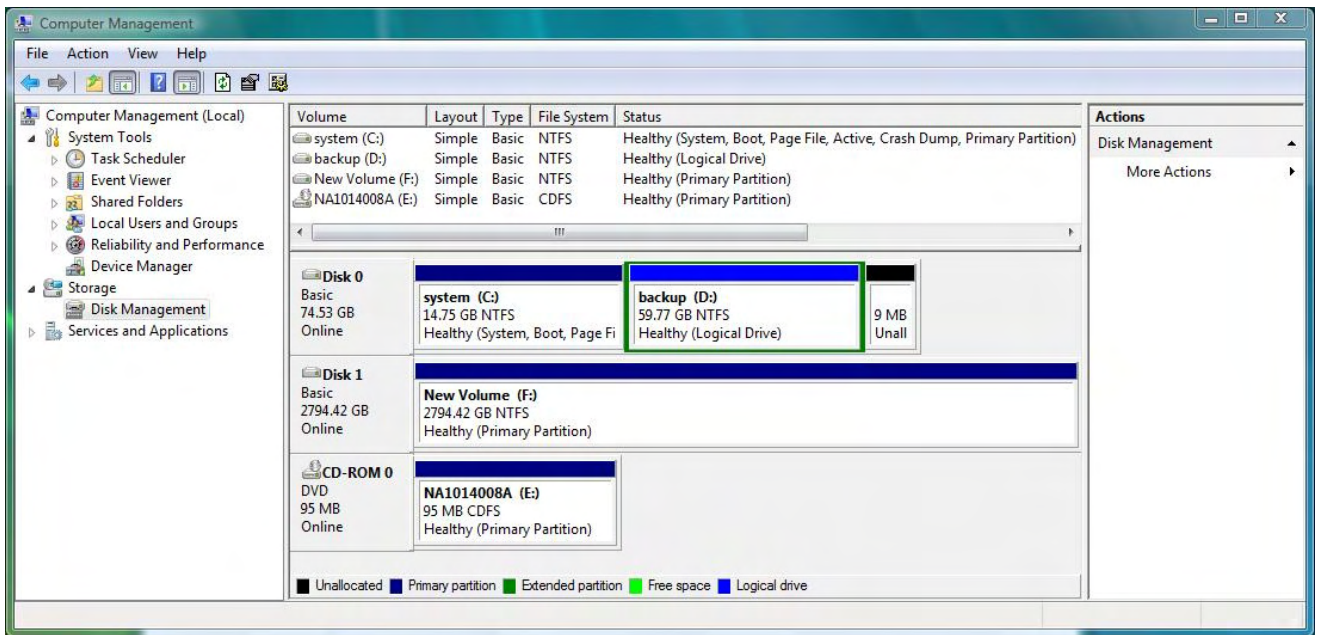 Computer Management
File Action View Help
Computer Management (Local)
System Tools
Task Scheduler
Event Viewer
Shared Folders
Local Users and Groups
Reliability and Performance
Device Manager
Storage
Disk Management
Services and Applications
Volume Layout Type File System Status
system (C:) Simple Basic NTFS Healthy (System, Boot, Page File, Active, Crash Dump, Primary Partition)
backup (D:) Simple Basic NTFS Healthy (Logical Drive)
New Volume (F:) Simple Basic NTFS Healthy (Primary Partition)
NA1014008A (E:) Simple Basic CDFS Healthy (Primary Partition)
Disk 0
Basic
74.53 GB
Online
system (C:)
14.75 GB NTFS
Healthy (System, Boot, Page Fi
backup (D:)
59.77 GB NTFS
Healthy (Logical Drive)
9 MB
Unall
Disk 1
Basic
2794.42 GB
Online
New Volume (F:)
2794.42 GB NTFS
Healthy (Primary Partition)
CD-ROM 0
DVD
95 MB
Online
NA1014008A (E:)
95 MB CDFS
Healthy (Primary Partition)
Unallocated Primary partition Extended partition Free space Logical drive
Actions
Disk Management
More Actions